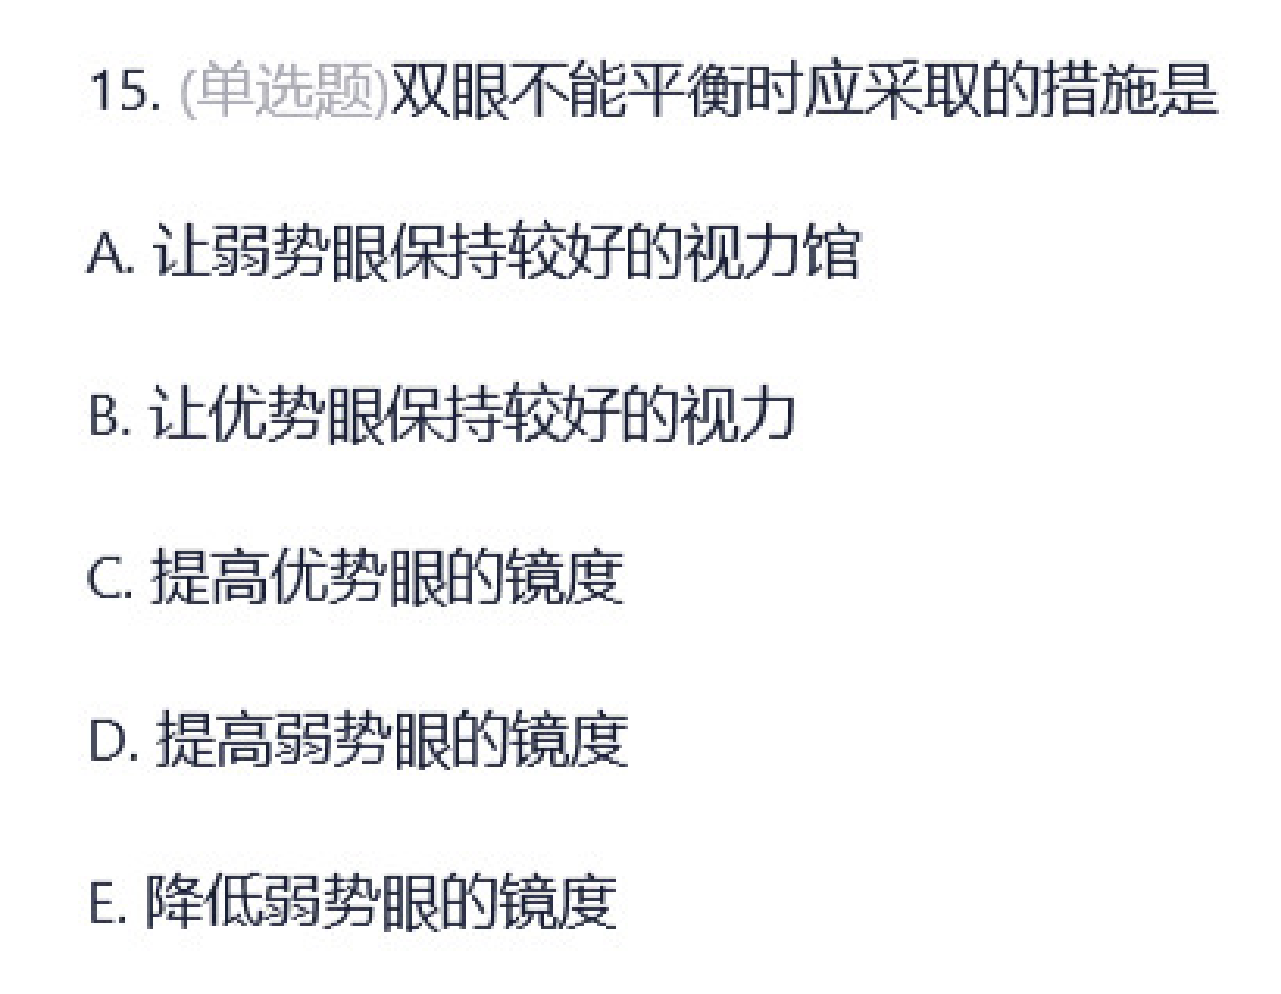 15. (单选题)双眼不能平衡时应采取的措施是
A. 让弱势眼保持较好的视力馆
B. 让优势眼保持较好的视力
C. 提高优势眼的镜度
D. 提高弱势眼的镜度
E. 降低弱势眼的镜度